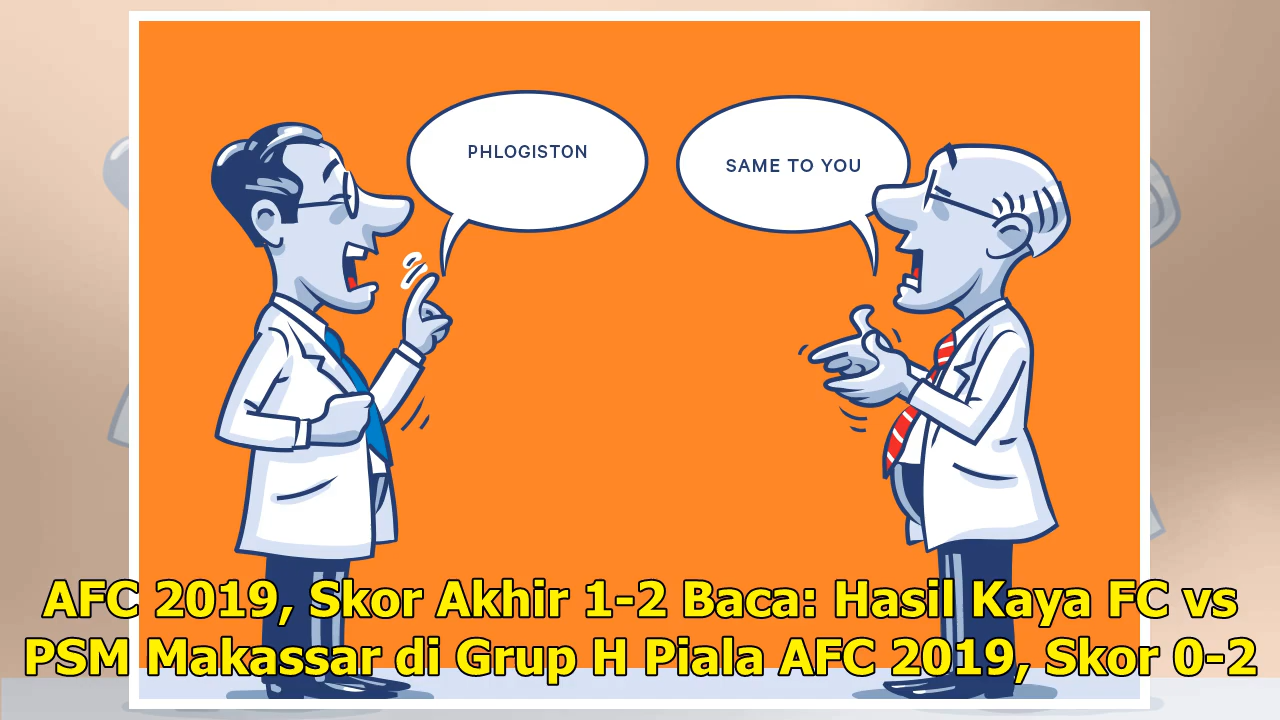 PHLOGISTON
SAME TO YOU
AFC 2019, Skor Akhir 1-2 Baca: Hasil Kaya FC vs
PSM Makassar di Grup H Piala AFC 2019, Skor 0-2